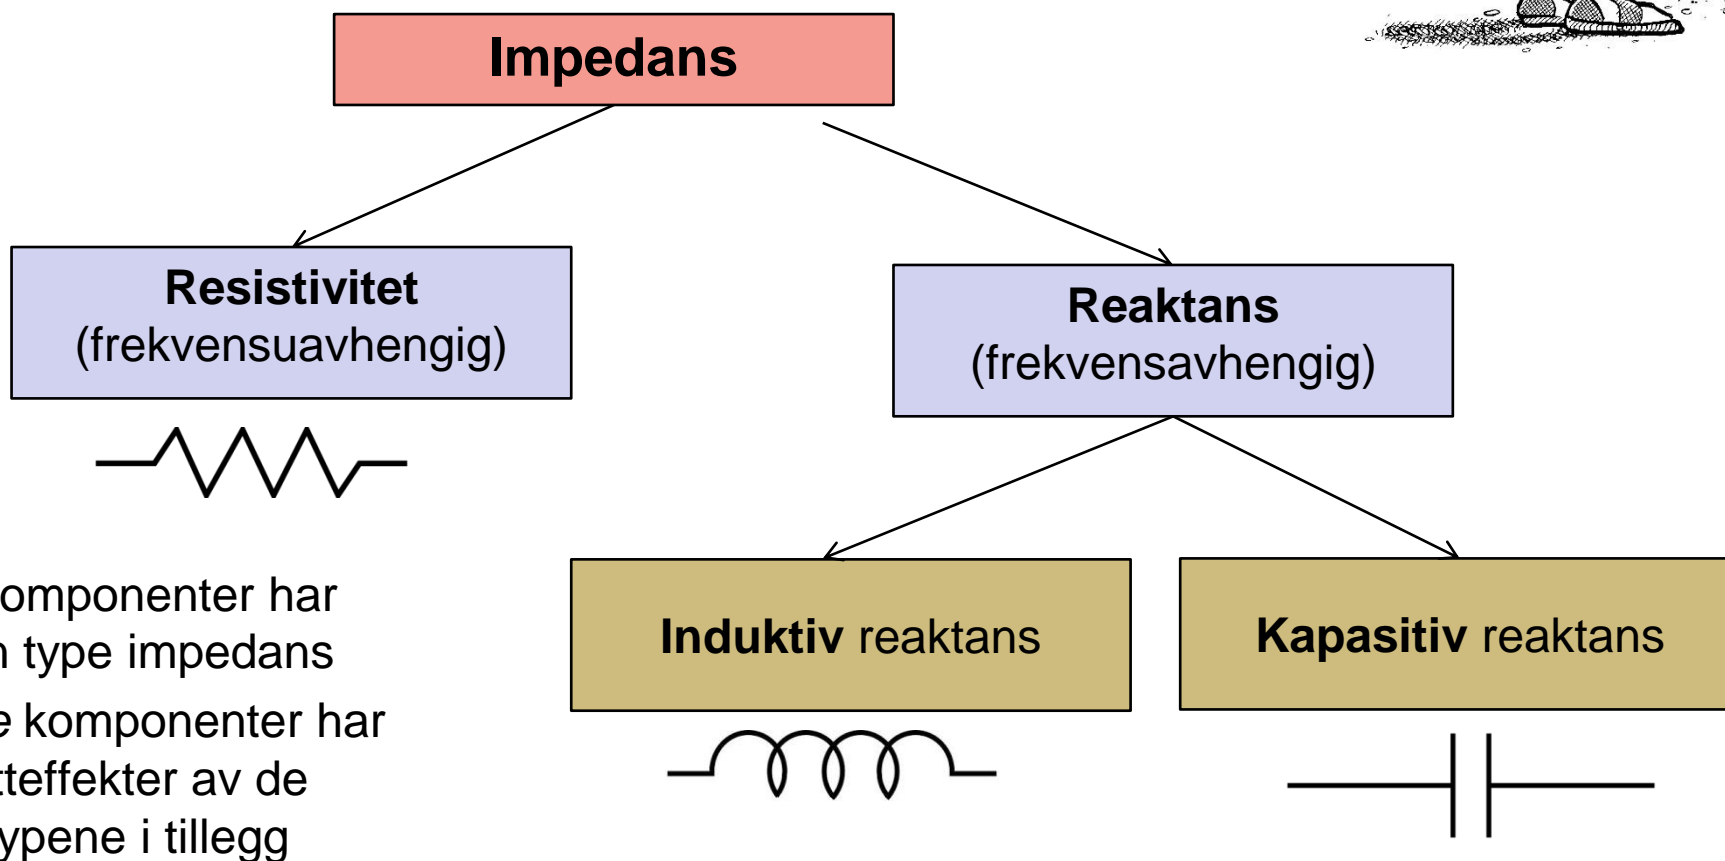 Impedans
Resistivitet
(frekvensuavhengig)
Reaktans
(frekvensavhengig)
Induktiv reaktans
Kapasitiv reaktans
omponenter har
type impedans
komponenter har
tteffekter av de
ypene i tillegg